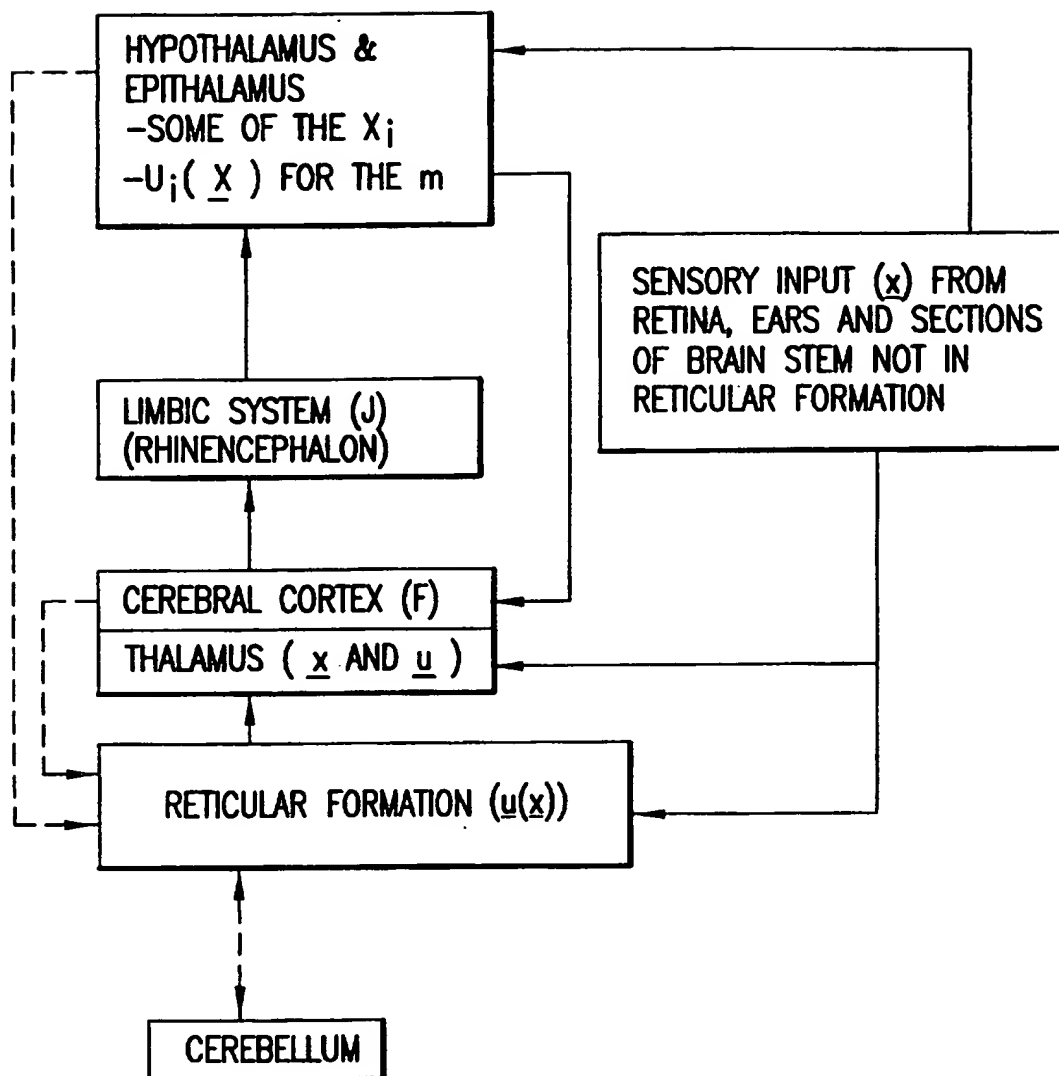 HYPOTHALAMUS &
EPITHALAMUS
-SOME OF THE Xi
-Ui( X ) FOR THE m
SENSORY INPUT (x) FROM
RETINA, EARS AND SECTIONS
OF BRAIN STEM NOT IN
RETICULAR FORMATION
LIMBIC SYSTEM (J)
(RHINENCEPHALON)
CEREBRAL CORTEX (F)
THALAMUS ( x AND u )
RETICULAR FORMATION (u(x))
CEREBELLUM